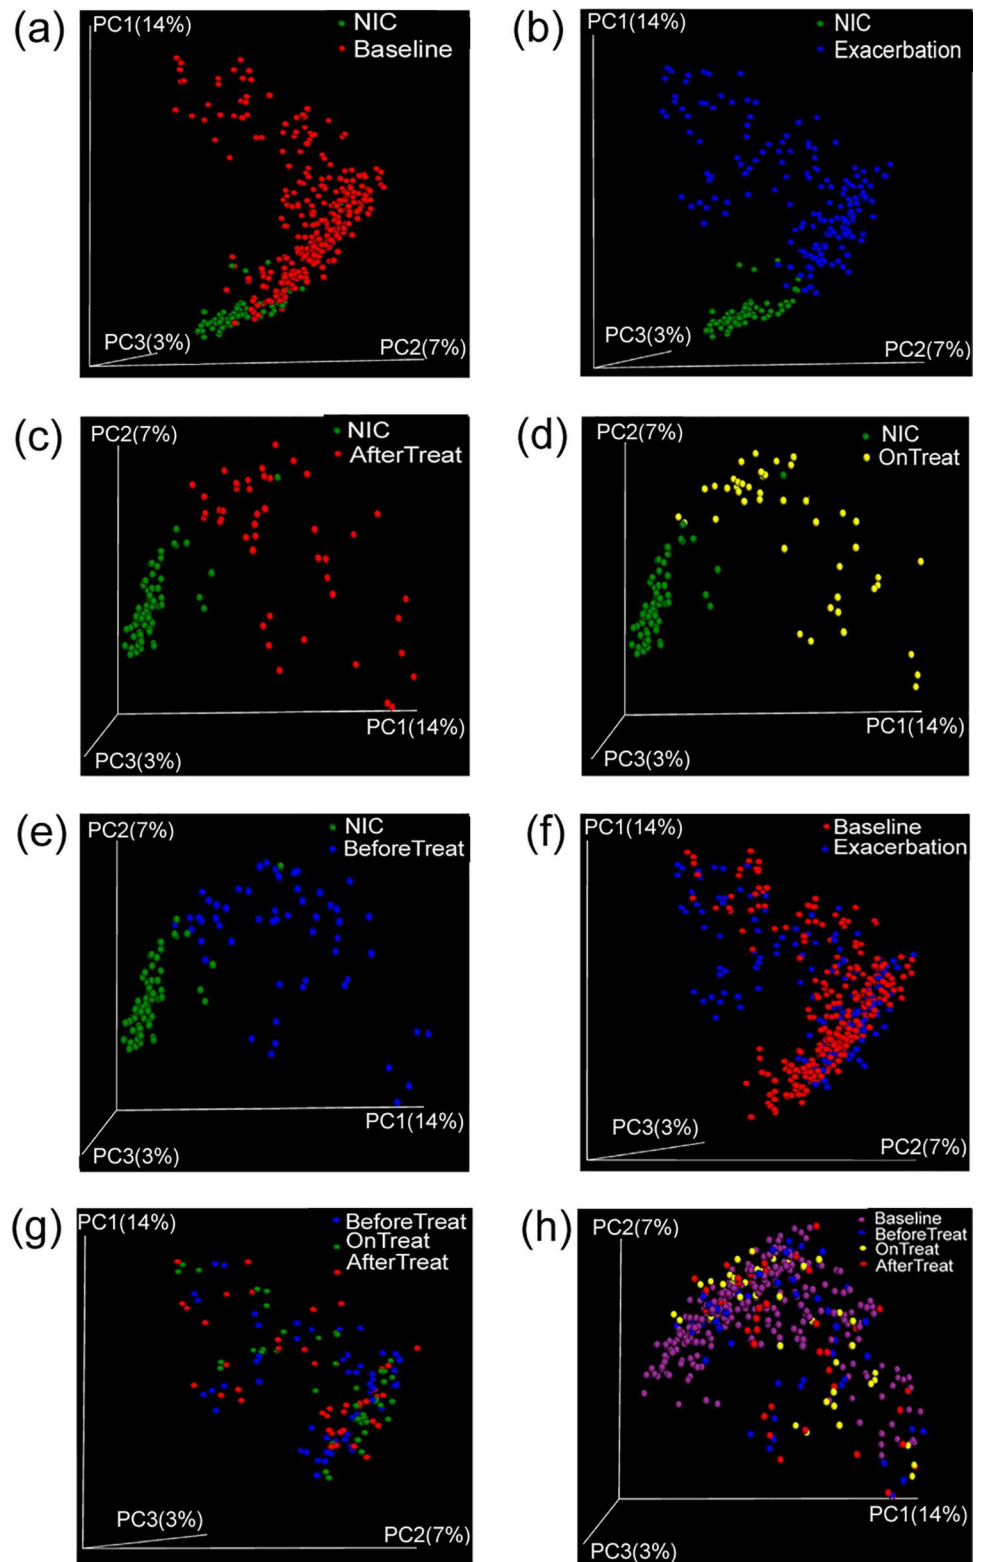 (a)
PC1(14%)
NIC
Baseline
PC3(3%)
PC2(7%)
(b)
PC1(14%)
NIC
Exacerbation
PC3(3%)
PC2(7%)
(c)
PC2(7%)
NIC
AfterTreat
PC1(14%)
PC3(3%)
(d)
PC2(7%)
NIC
OnTreat
PC1(14%)
PC3(3%)
(e)
PC2(7%)
NIC
BeforeTreat
PC1(14%)
PC3(3%)
(f)
PC1(14%)
Baseline
Exacerbation
PC3(3%)
PC2(7%)
(g)
PC1(14%)
BeforeTreat
OnTreat
AfterTreat
PC3(3%)
PC2(7%)
(h)
PC2(7%)
Baseline
BeforeTreat
OnTreat
AfterTreat
PC1(14%)
PC3(3%)